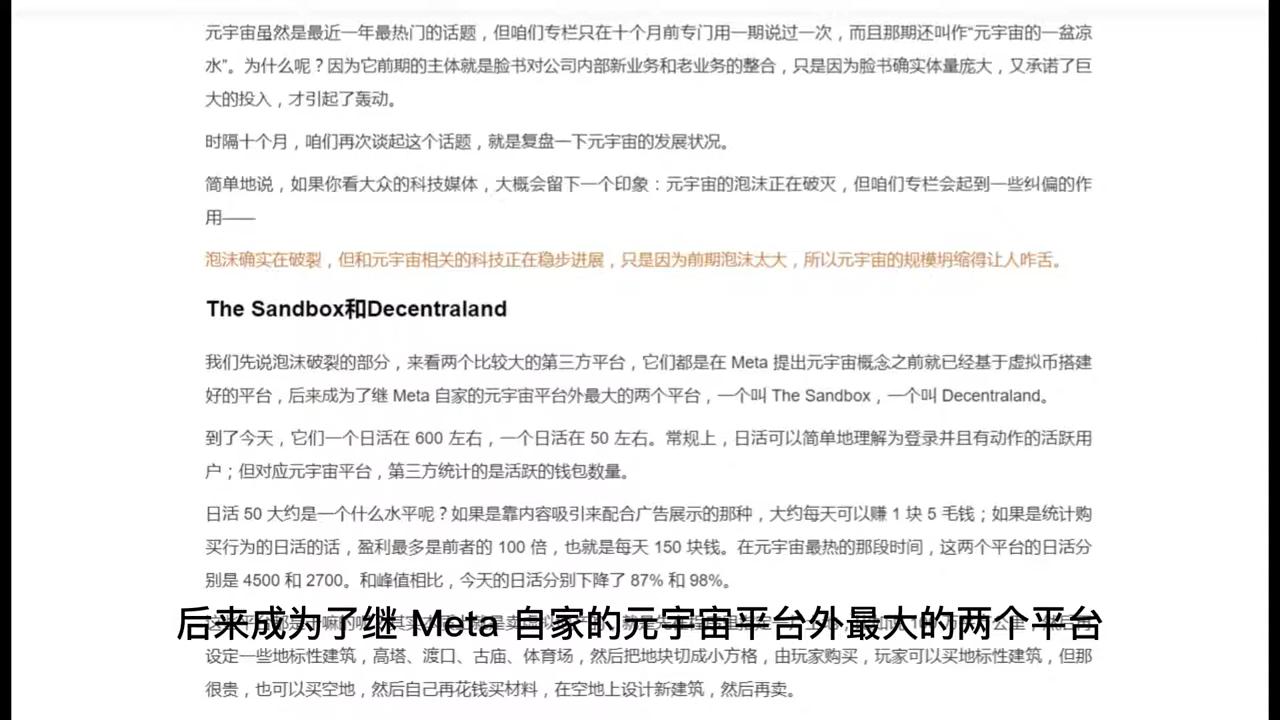 元宇宙虽然是最近一年最热门的话题，但咱们专栏只在十个月前专门用一期说过一次，而且那期还叫作“元宇宙的一盆凉
水”。为什么呢？因为它前期的主体就是脸书对公司内部新业务和老业务的整合，只是因为脸书确实体量庞大，又承诺了巨
大的投入，才引起了轰动。
时隔十个月，咱们再次谈起这个话题，就是复盘一下元宇宙的发展状况。
简单地说，如果你看大众的科技媒体，大概会留下一个印象：元宇宙的泡沫正在破灭，但咱们专栏会起到一些纠偏的作
用——
泡沫确实在破裂，但和元宇宙相关的科技正在稳步进展，只是因为前期泡沫太大，所以元宇宙的规模坍缩得让人咋舌。
The Sandbox和Decentraland
我们先说泡沫破裂的部分，来看两个比较大的第三方平台，它们都是在 Meta 提出元宇宙概念之前就已经基于虚拟币搭建
好的平台，后来成为了继 Meta 自家的元宇宙平台外最大的两个平台，一个叫 The Sandbox，一个叫 Decentraland。
到了今天，它们一个日活在 600 左右，一个日活在 50 左右。常规上，日活可以简单地理解为登录并且有动作的活跃用
户；但对应元宇宙平台，第三方统计的是活跃的钱包数量。
日活 50 大约是一个什么水平呢？如果是靠内容吸引来配合广告展示的那种，大约每天可以赚 1 块 5 毛钱；如果是统计购
买行为的日活的话，盈利最多是前者的 100 倍，也就是每天 150 块钱。在元宇宙最热的那段时间，这两个平台的日活分
别是 4500 和 2700。和峰值相比，今天的日活分别下降了 87% 和 98%。
后来成为了继 Meta 自家的元宇宙平台外最大的两个平台
设定一些地标性建筑，高塔、渡口、古庙、体育场，然后把地块切成小方格，由玩家购买，玩家可以买地标性建筑，但那
很贵，也可以买空地，然后自己再花钱买材料，在空地上设计新建筑，然后再卖。